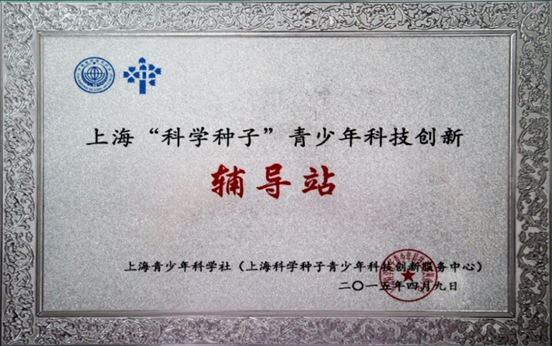 上海“科学种子”青少年科技创新
辅导站
上海青少年科学社（上海科学种子青少年科技创新服务中心）
二〇一五年四月九日